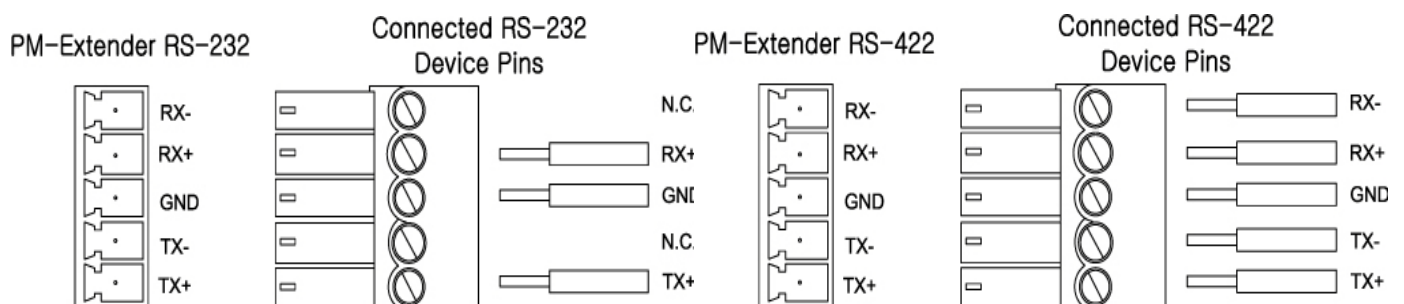 PM-Extender RS-232
Connected RS-232
Device Pins
RX-
RX+
GND
TX-
TX+
N.C.
RX+
GND
N.C.
TX+
PM-Extender RS-422
Connected RS-422
Device Pins
RX-
RX+
GND
TX-
TX+
RX-
RX+
GND
TX-
TX+